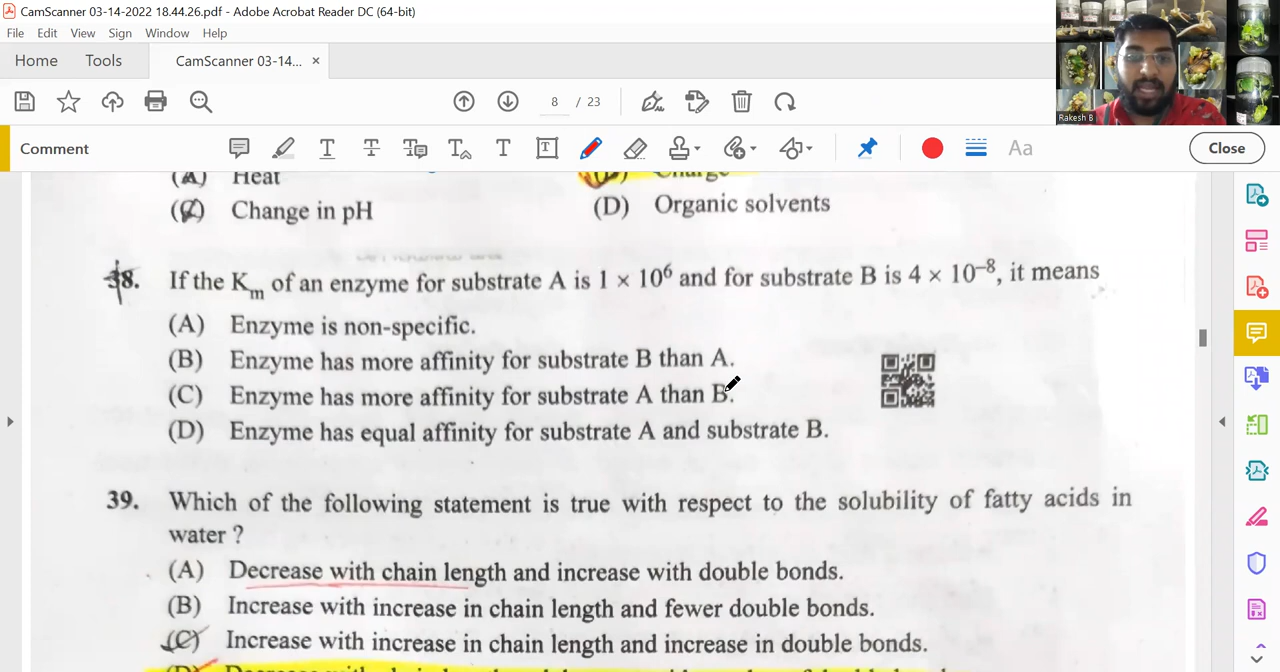 CamScanner 03-14-2022 18.44.26.pdf - Adobe Acrobat Reader DC (64-bit)
File Edit View Sign Window Help
Home Tools CamScanner 03-14... ×
8 / 23
Rakesh B
Comment
Aa
Close
(A) Heat
Charge
(C) Change in pH
(D) Organic solvents
38. If the Km of an enzyme for substrate A is 1 × 10⁶ and for substrate B is 4 × 10⁻⁸, it means
(A) Enzyme is non-specific.
(B) Enzyme has more affinity for substrate B than A.
(C) Enzyme has more affinity for substrate A than B.
(D) Enzyme has equal affinity for substrate A and substrate B.
39. Which of the following statement is true with respect to the solubility of fatty acids in
water ?
(A) Decrease with chain length and increase with double bonds.
(B) Increase with increase in chain length and fewer double bonds.
(C) Increase with increase in chain length and increase in double bonds.